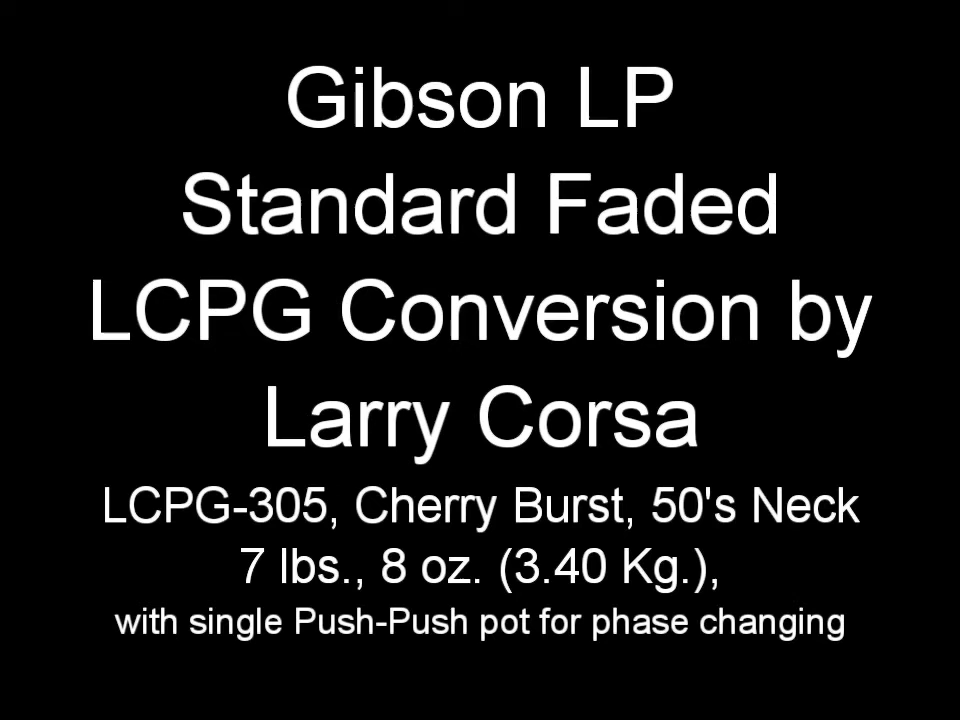 Gibson LP
Standard Faded
LCPG Conversion by
Larry Corsa
LCPG-305, Cherry Burst, 50's Neck
7 lbs., 8 oz. (3.40 Kg.),
with single Push-Push pot for phase changing